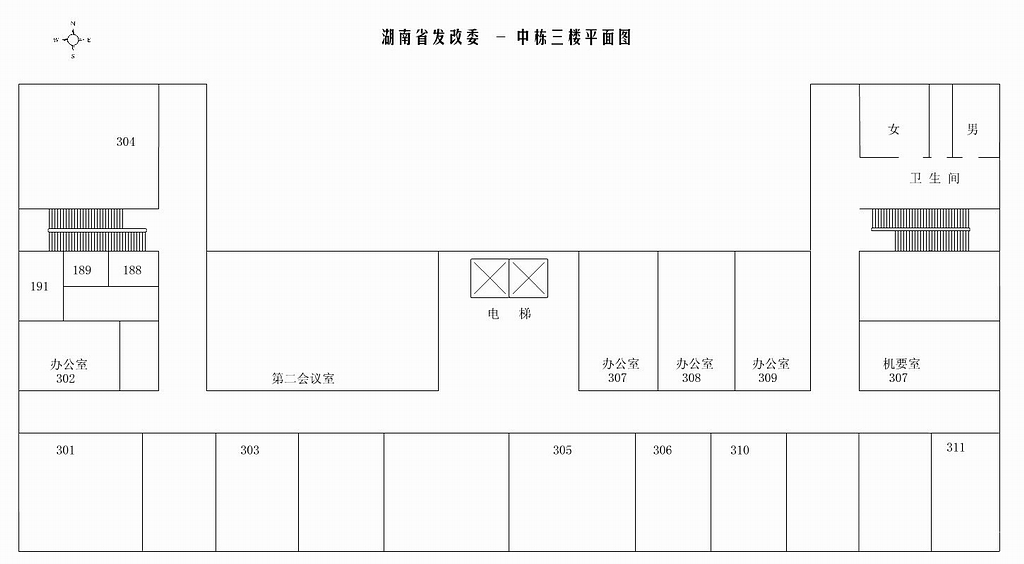 N
W E
S
湖南省发改委 — 中栋三楼平面图
304
女
男
卫生间
191
189
188
办公室
302
第二会议室
电梯
办公室
307
办公室
308
办公室
309
机要室
307
301
303
305
306
310
311